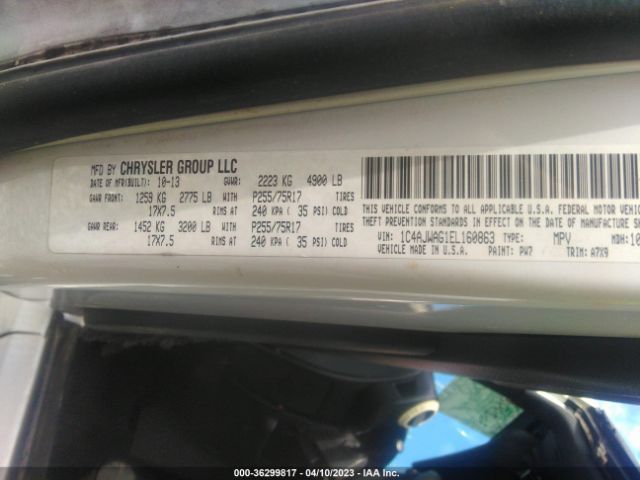 MFD BY CHRYSLER GROUP LLC
DATE OF MFR(BUILT): 10-13 GVWR: 2223 KG 4900 LB
GAWR FRONT: 1259 KG 2775 LB WITH P255/75R17 TIRES
17X7.5 RIMS AT 240 KPA ( 35 PSI) COLD
GAWR REAR: 1452 KG 3200 LB WITH P255/75R17 TIRES
17X7.5 RIMS AT 240 KPA ( 35 PSI) COLD
THIS VEHICLE CONFORMS TO ALL APPLICABLE U.S.A. FEDERAL MOTOR VEHICL
THEFT PREVENTION STANDARDS IN EFFECT ON THE DATE OF MANUFACTURE SH
VIN: 1C4AJWAG1EL160863 TYPE: MPV MDH: 10
VEHICLE MADE IN U.S.A. PAINT: PW7 TRIM: A7X9
000-36299817 - 04/10/2023 - IAA Inc.